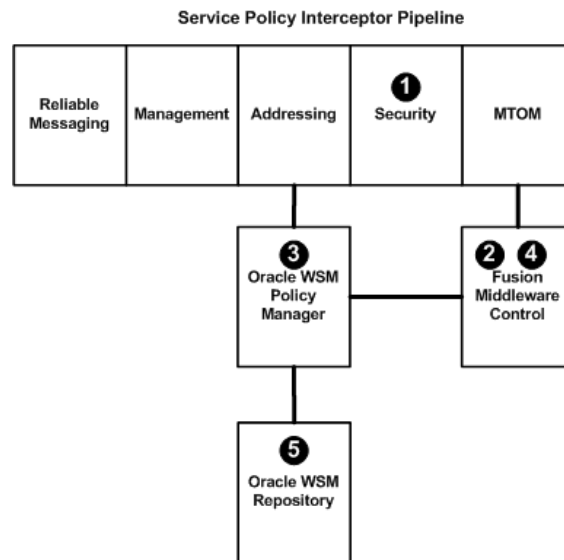 Service Policy Interceptor Pipeline
1
Reliable
Messaging
Management
Addressing
Security
MTOM
3
Oracle WSM
Policy
Manager
2 4
Fusion
Middleware
Control
5
Oracle WSM
Repository